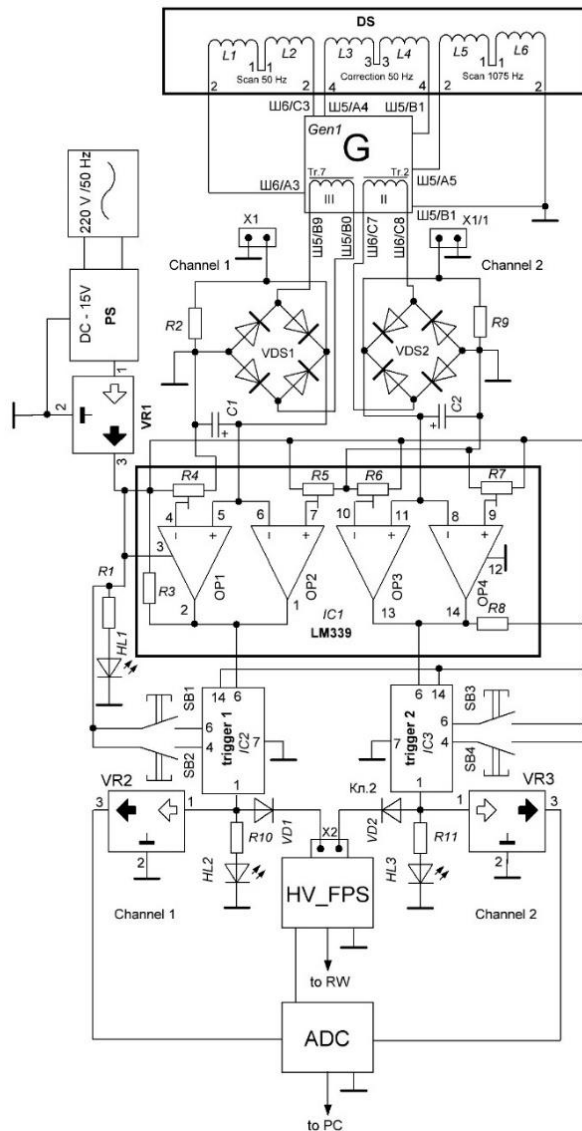 DS
L1 L2 L3 L4 L5 L6
1 1 3 3 1 1
Scan 50 Hz Correction 50 Hz Scan 1075 Hz
2 2 4 4 2 2
Ш6/C3 Ш5/A4 Ш5/B1
Gen1
G
Tr.7 Tr.2
III II
Ш6/A3 Ш5/A5
Ш5/B1
Ш5/B9 Ш5/B0 Ш6/C7 Ш6/C8
220 V /50 Hz
X1 X1/1
Channel 1 Channel 2
DC - 15V
PS
R2 R9
VDS1 VDS2
1
2
VR1
3
C1 C2
+ +
R4 R5 R6 R7
4 5 6 7 10 11 8 9
− + − + − + − +
3 12
OP1 OP2 OP3 OP4
R1 R3
2 1 IC1 13 14 R8
LM339
HL1
14 6 6 14
SB1 SB3
6 trigger 1 7 7 trigger 2 6
4 IC2 IC3 4
SB2 SB4
1 1
VR2 Кл.2 VR3
3 1 1 3
VD1 X2 VD2
2 R10 R11 2
HL2 HL3
HV_FPS
Channel 1 Channel 2
to RW
ADC
to PC